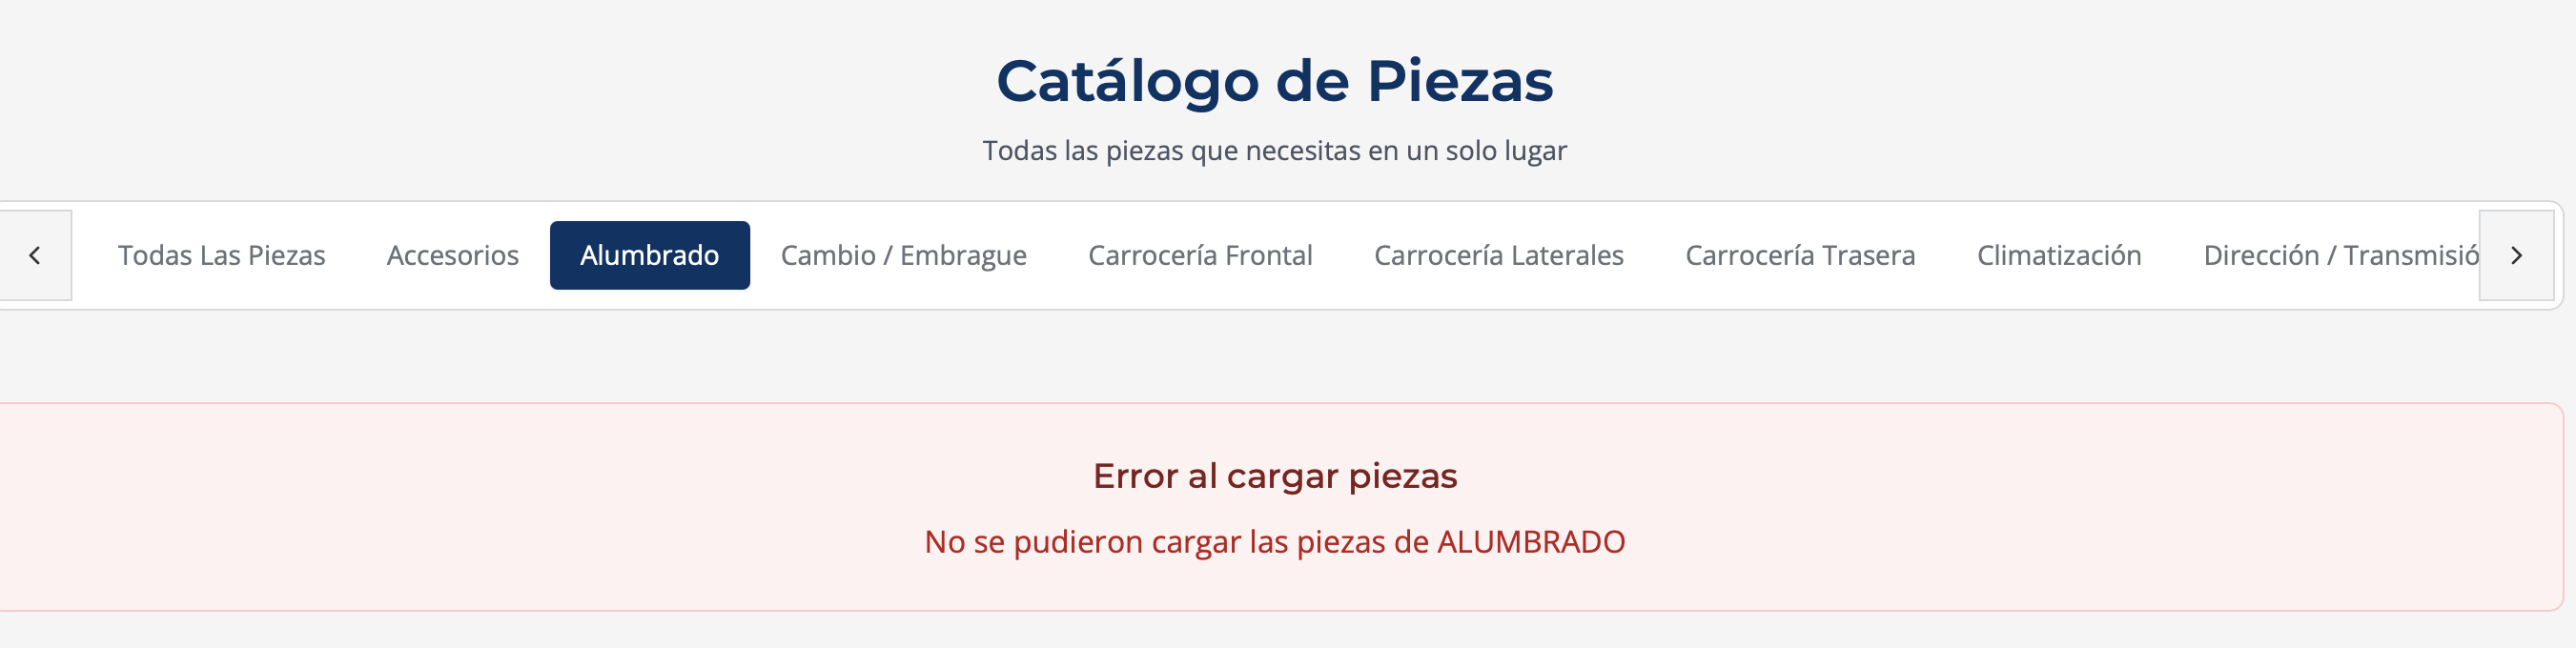 Catálogo de Piezas
Todas las piezas que necesitas en un solo lugar
Todas Las Piezas Accesorios Alumbrado Cambio / Embrague Carrocería Frontal Carrocería Laterales Carrocería Trasera Climatización Dirección / Transmisió
Error al cargar piezas
No se pudieron cargar las piezas de ALUMBRADO